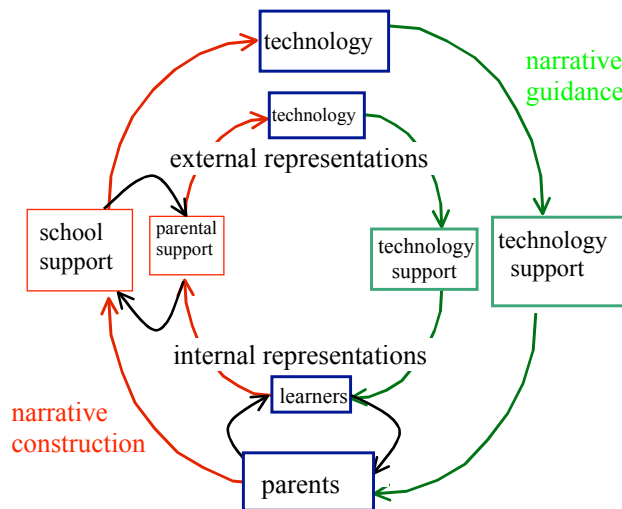 technology
narrative
guidance
technology
external representations
school
support
parental
support
technology
support
technology
support
internal representations
learners
narrative
construction
parents